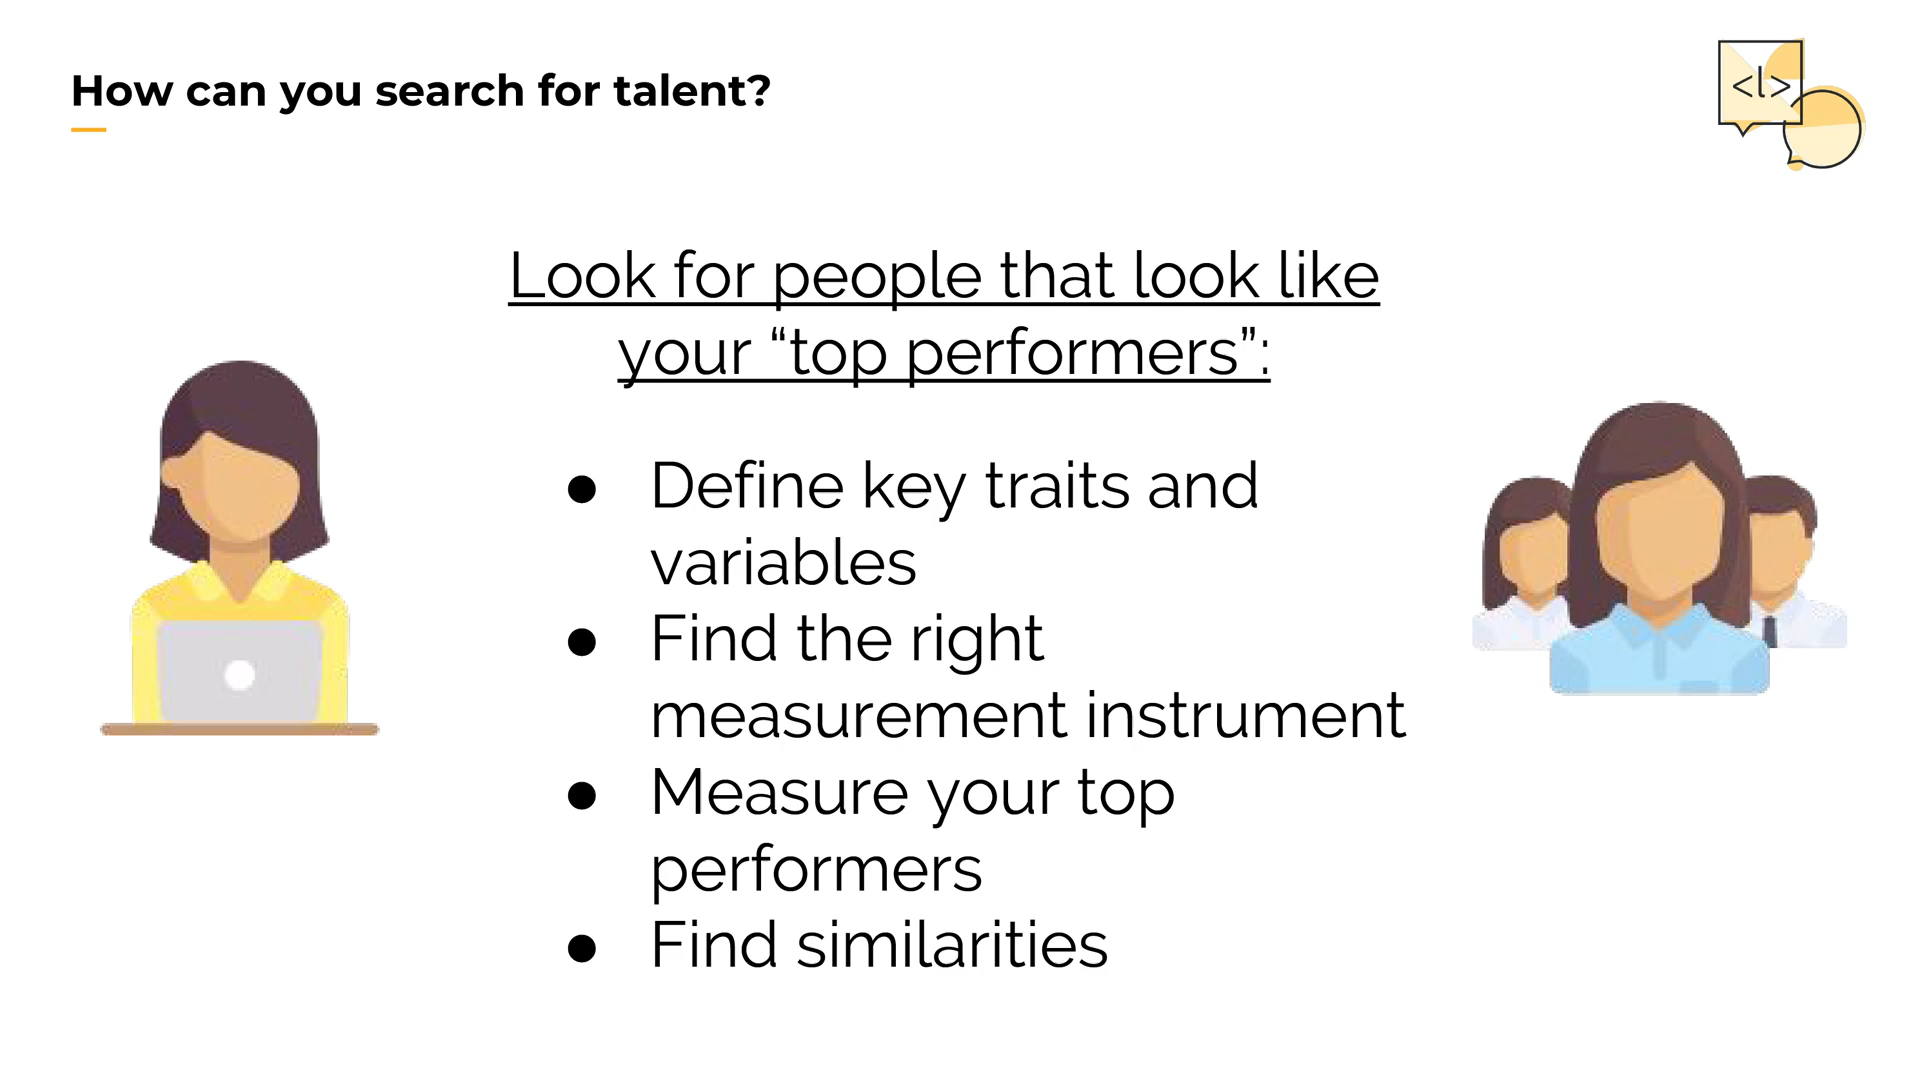 How can you search for talent?
<l>
Look for people that look like
your “top performers”:
● Define key traits and
variables
● Find the right
measurement instrument
● Measure your top
performers
● Find similarities